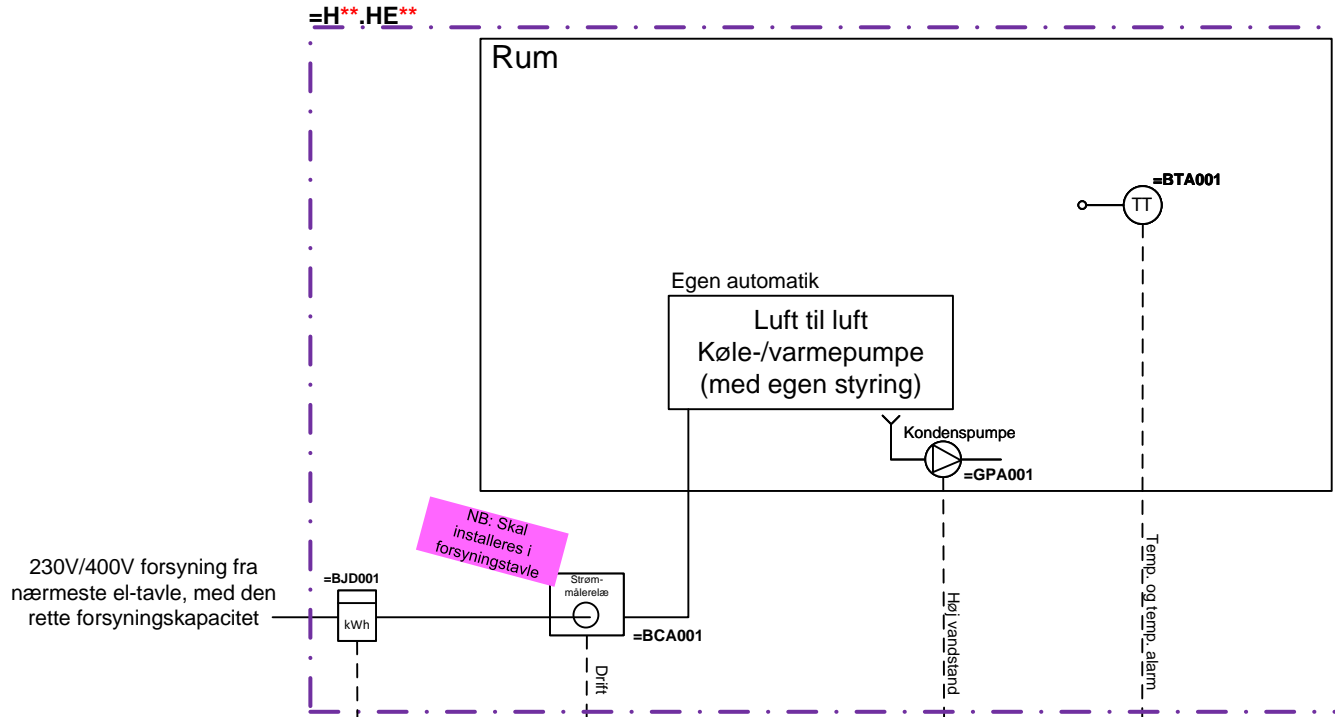 =H**.HE**
Rum
=BTA001
TT
Egen automatik
Luft til luft
Køle-/varmepumpe
(med egen styring)
Kondenspumpe
=GPA001
NB: Skal
installeres i
forsyningstavle
230V/400V forsyning fra
nærmeste el-tavle, med den
rette forsyningskapacitet
=BJD001
kWh
Strøm-
målerelæ
=BCA001
Drift
Høj vandstand
Temp. og temp. alarm